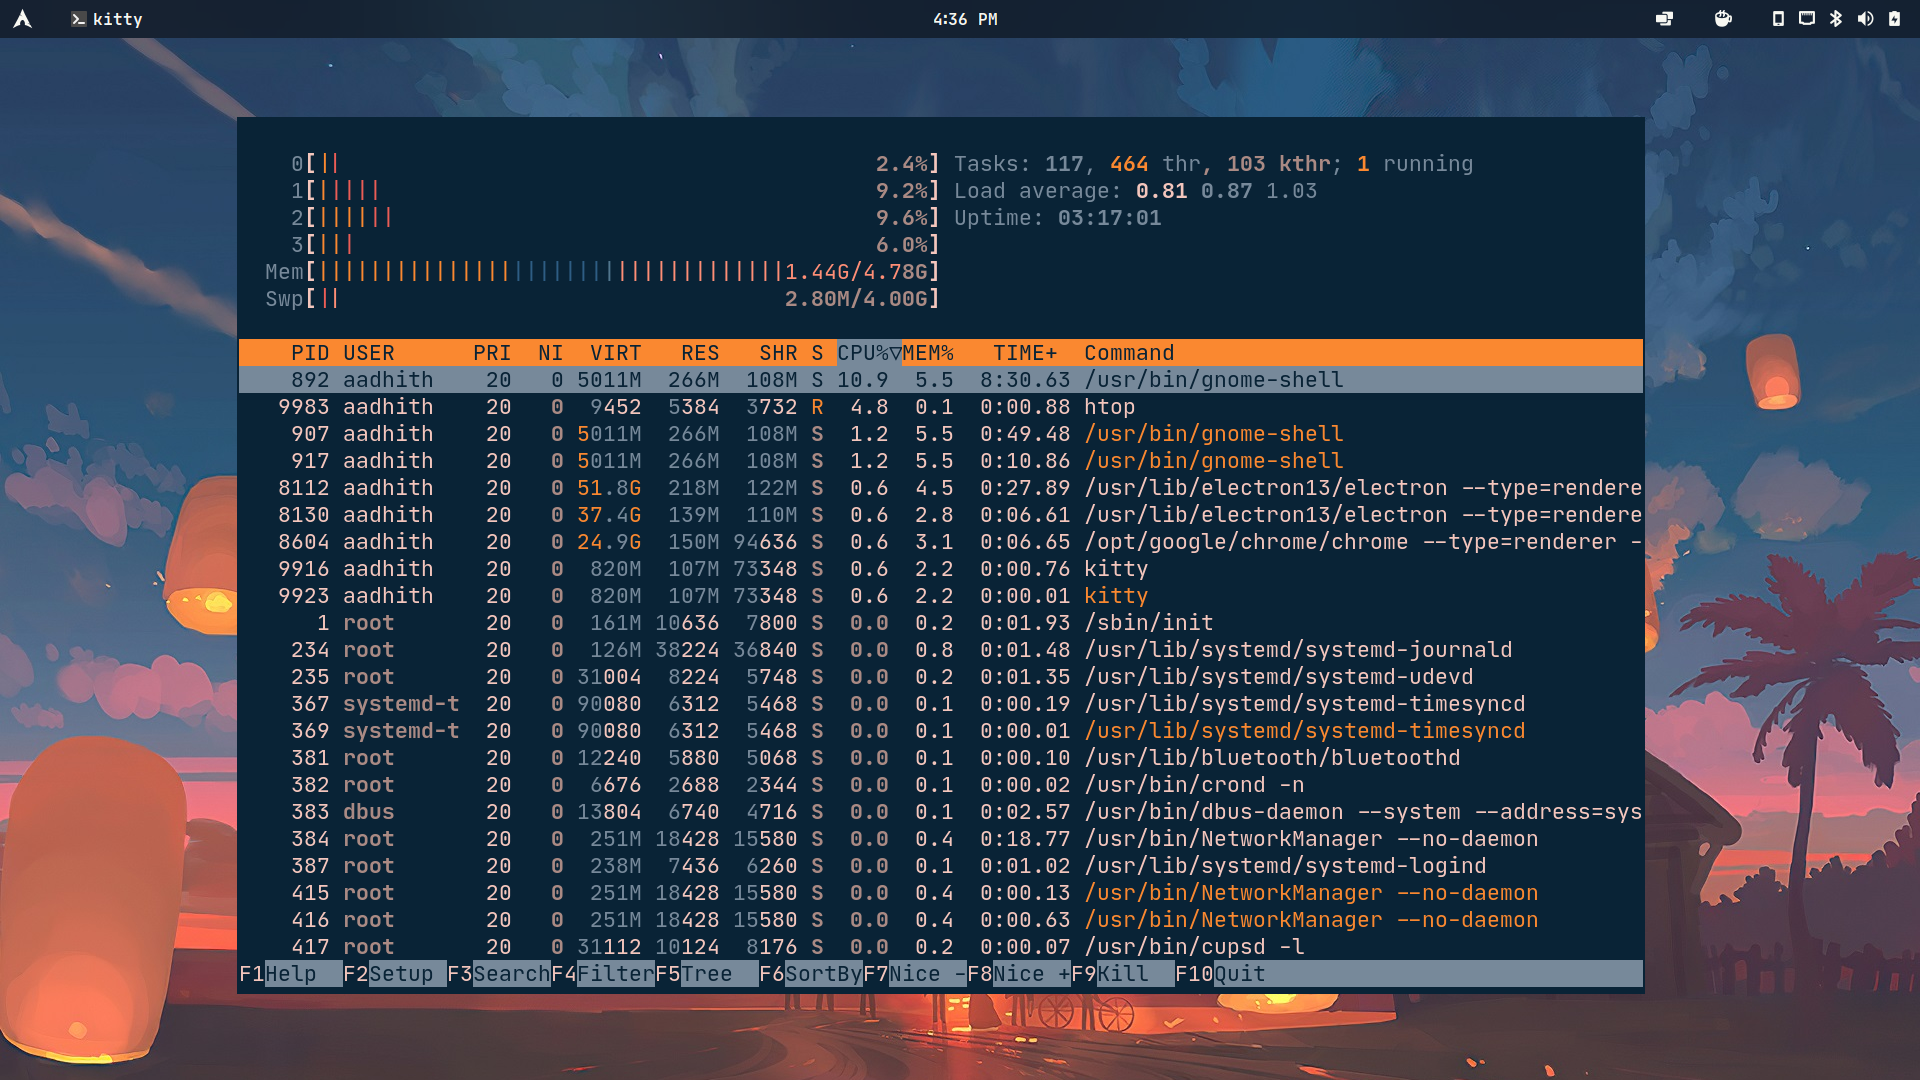 kitty
4:36 PM
0[|| 2.4%] Tasks: 117, 464 thr, 103 kthr; 1 running
1[||||| 9.2%] Load average: 0.81 0.87 1.03
2[|||||| 9.6%] Uptime: 03:17:01
3[||| 6.0%]
Mem[||||||||||||||||||||||||||||||||||||1.44G/4.78G]
Swp[|| 2.80M/4.00G]
PID USER PRI NI VIRT RES SHR S CPU%▽MEM% TIME+ Command
892 aadhith 20 0 5011M 266M 108M S 10.9 5.5 8:30.63 /usr/bin/gnome-shell
9983 aadhith 20 0 9452 5384 3732 R 4.8 0.1 0:00.88 htop
907 aadhith 20 0 5011M 266M 108M S 1.2 5.5 0:49.48 /usr/bin/gnome-shell
917 aadhith 20 0 5011M 266M 108M S 1.2 5.5 0:10.86 /usr/bin/gnome-shell
8112 aadhith 20 0 51.8G 218M 122M S 0.6 4.5 0:27.89 /usr/lib/electron13/electron --type=rendere
8130 aadhith 20 0 37.4G 139M 110M S 0.6 2.8 0:06.61 /usr/lib/electron13/electron --type=rendere
8604 aadhith 20 0 24.9G 150M 94636 S 0.6 3.1 0:06.65 /opt/google/chrome/chrome --type=renderer -
9916 aadhith 20 0 820M 107M 73348 S 0.6 2.2 0:00.76 kitty
9923 aadhith 20 0 820M 107M 73348 S 0.6 2.2 0:00.01 kitty
1 root 20 0 161M 10636 7800 S 0.0 0.2 0:01.93 /sbin/init
234 root 20 0 126M 38224 36840 S 0.0 0.8 0:01.48 /usr/lib/systemd/systemd-journald
235 root 20 0 31004 8224 5748 S 0.0 0.2 0:01.35 /usr/lib/systemd/systemd-udevd
367 systemd-t 20 0 90080 6312 5468 S 0.0 0.1 0:00.19 /usr/lib/systemd/systemd-timesyncd
369 systemd-t 20 0 90080 6312 5468 S 0.0 0.1 0:00.01 /usr/lib/systemd/systemd-timesyncd
381 root 20 0 12240 5880 5068 S 0.0 0.1 0:00.10 /usr/lib/bluetooth/bluetoothd
382 root 20 0 6676 2688 2344 S 0.0 0.1 0:00.02 /usr/bin/crond -n
383 dbus 20 0 13804 6740 4716 S 0.0 0.1 0:02.57 /usr/bin/dbus-daemon --system --address=sys
384 root 20 0 251M 18428 15580 S 0.0 0.4 0:18.77 /usr/bin/NetworkManager --no-daemon
387 root 20 0 238M 7436 6260 S 0.0 0.1 0:01.02 /usr/lib/systemd/systemd-logind
415 root 20 0 251M 18428 15580 S 0.0 0.4 0:00.13 /usr/bin/NetworkManager --no-daemon
416 root 20 0 251M 18428 15580 S 0.0 0.4 0:00.63 /usr/bin/NetworkManager --no-daemon
417 root 20 0 31112 10124 8176 S 0.0 0.2 0:00.07 /usr/bin/cupsd -l
F1Help F2Setup F3SearchF4FilterF5Tree F6SortByF7Nice -F8Nice +F9Kill F10Quit